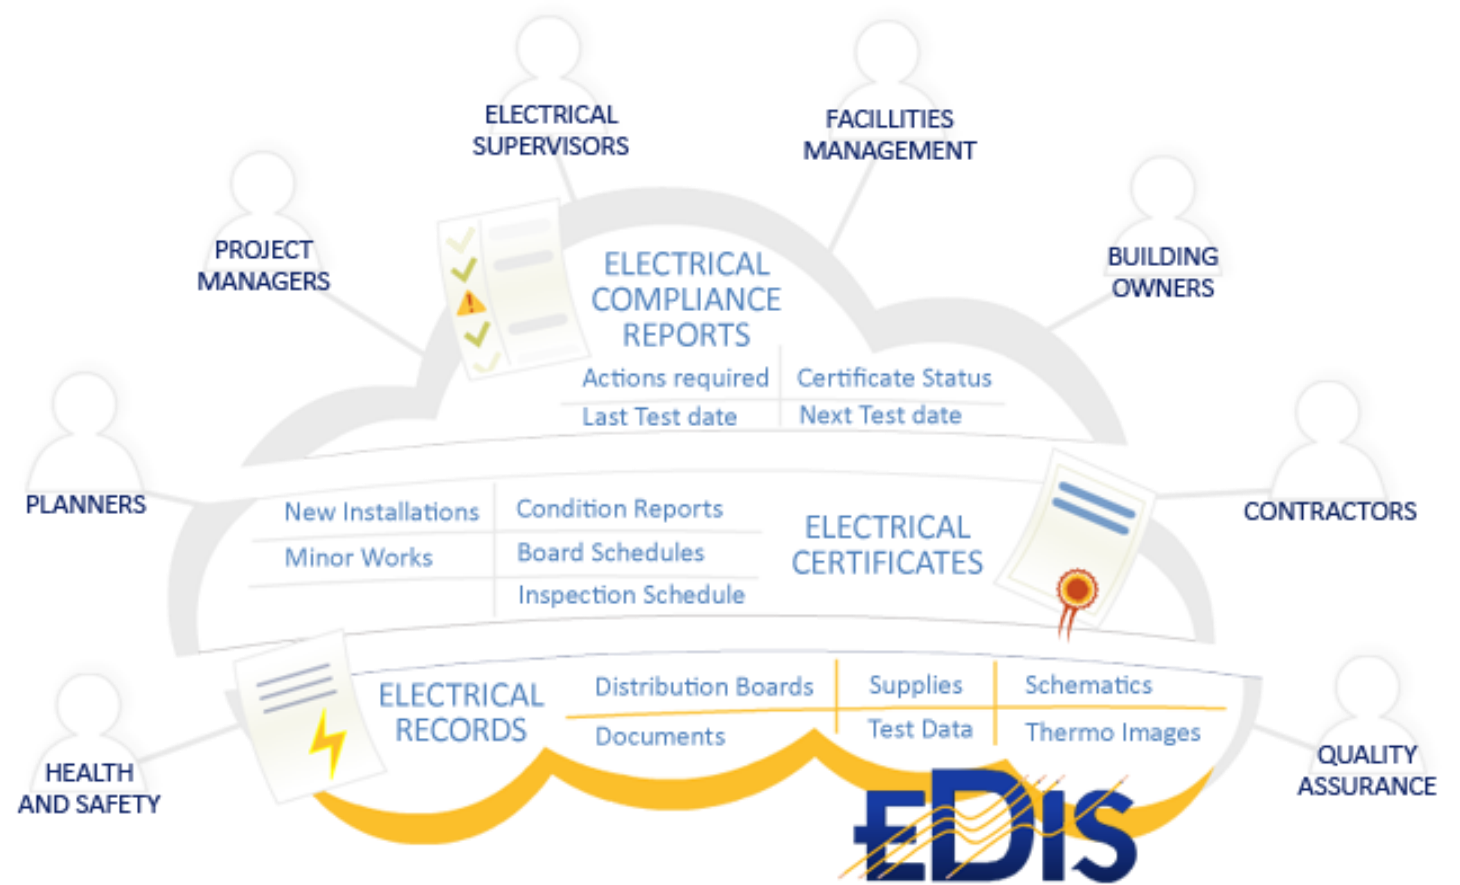 ELECTRICAL
SUPERVISORS
FACILLITIES
MANAGEMENT
PROJECT
MANAGERS
BUILDING
OWNERS
ELECTRICAL
COMPLIANCE
REPORTS
Actions required
Certificate Status
Last Test date
Next Test date
PLANNERS
CONTRACTORS
New Installations
Condition Reports
Minor Works
Board Schedules
Inspection Schedule
ELECTRICAL
CERTIFICATES
ELECTRICAL
RECORDS
Distribution Boards
Supplies
Schematics
Documents
Test Data
Thermo Images
HEALTH
AND SAFETY
QUALITY
ASSURANCE
EDIS